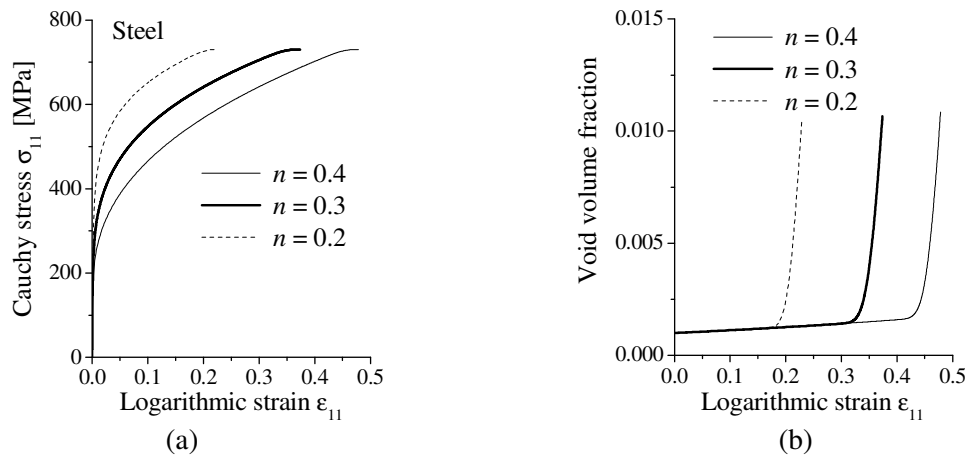 800
600
400
200
0
Cauchy stress σ11 [MPa]
Steel
n = 0.4
n = 0.3
n = 0.2
0.0 0.1 0.2 0.3 0.4 0.5
Logarithmic strain ε11
(a)
0.015
0.010
0.005
0.000
Void volume fraction
n = 0.4
n = 0.3
n = 0.2
0.0 0.1 0.2 0.3 0.4 0.5
Logarithmic strain ε11
(b)